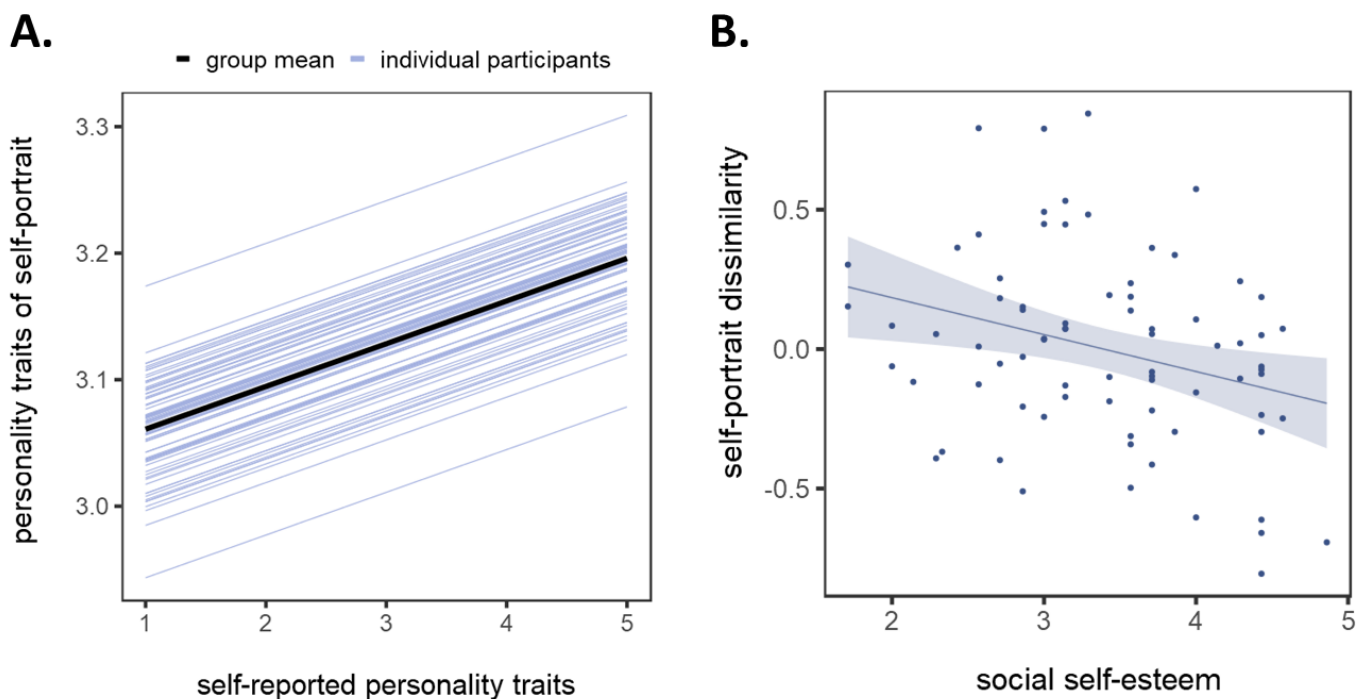 A.
group mean individual participants
personality traits of self-portrait
3.3
3.2
3.1
3.0
1 2 3 4 5
self-reported personality traits
B.
self-portrait dissimilarity
0.5
0.0
-0.5
2 3 4 5
social self-esteem